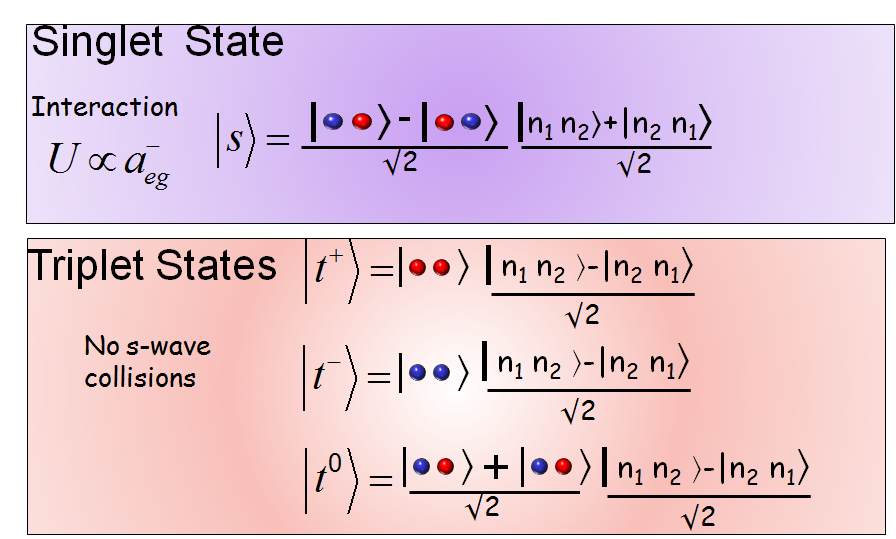 Singlet State
Interaction
U ∝ a⁻_eg
|s⟩ = (|🔵 🔴⟩ - |🔴 🔵⟩)/√2 (|n₁ n₂⟩+|n₂ n₁⟩)/√2
Triplet States
|t⁺⟩ = |🔴🔴⟩ (|n₁ n₂⟩-|n₂ n₁⟩)/√2
No s-wave
collisions
|t⁻⟩ = |🔵🔵⟩ (|n₁ n₂⟩-|n₂ n₁⟩)/√2
|t⁰⟩ = (|🔵🔴⟩ + |🔵🔴⟩)/√2 (|n₁ n₂⟩-|n₂ n₁⟩)/√2